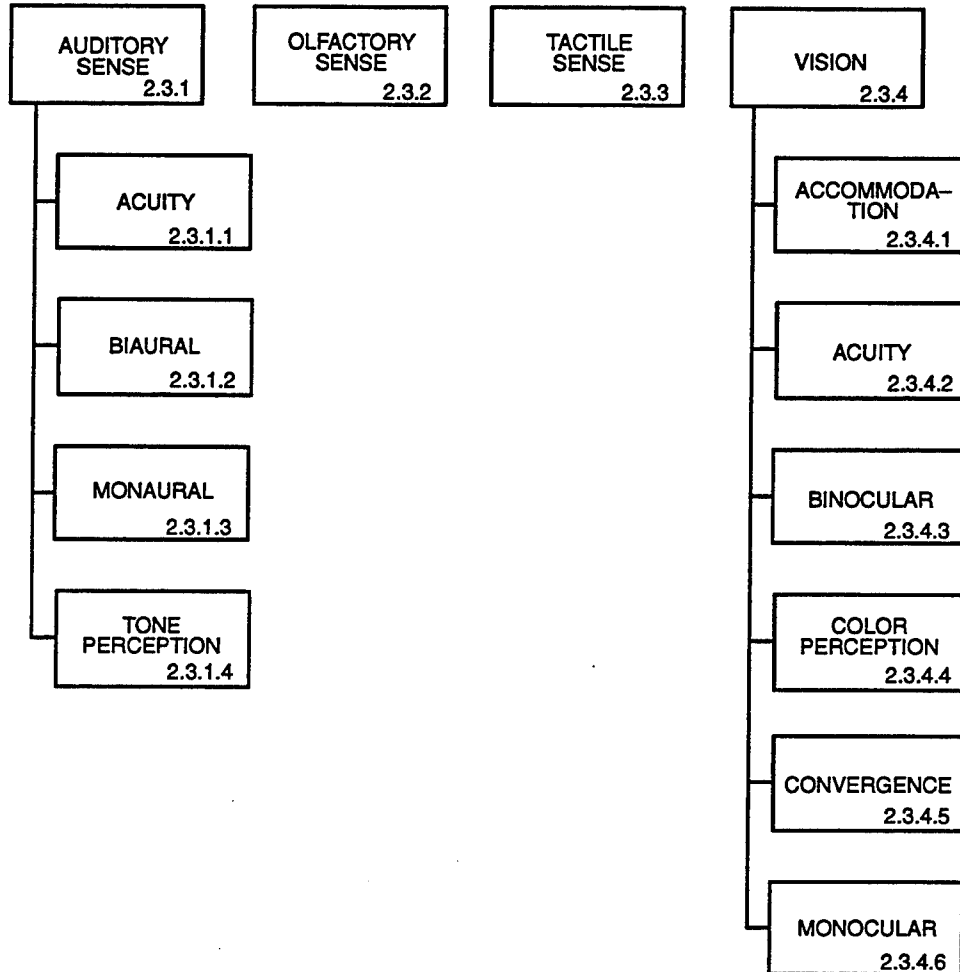 AUDITORY
SENSE
2.3.1
OLFACTORY
SENSE
2.3.2
TACTILE
SENSE
2.3.3
VISION
2.3.4
ACUITY
2.3.1.1
BIAURAL
2.3.1.2
MONAURAL
2.3.1.3
TONE
PERCEPTION
2.3.1.4
ACCOMMODA–
TION
2.3.4.1
ACUITY
2.3.4.2
BINOCULAR
2.3.4.3
COLOR
PERCEPTION
2.3.4.4
CONVERGENCE
2.3.4.5
MONOCULAR
2.3.4.6